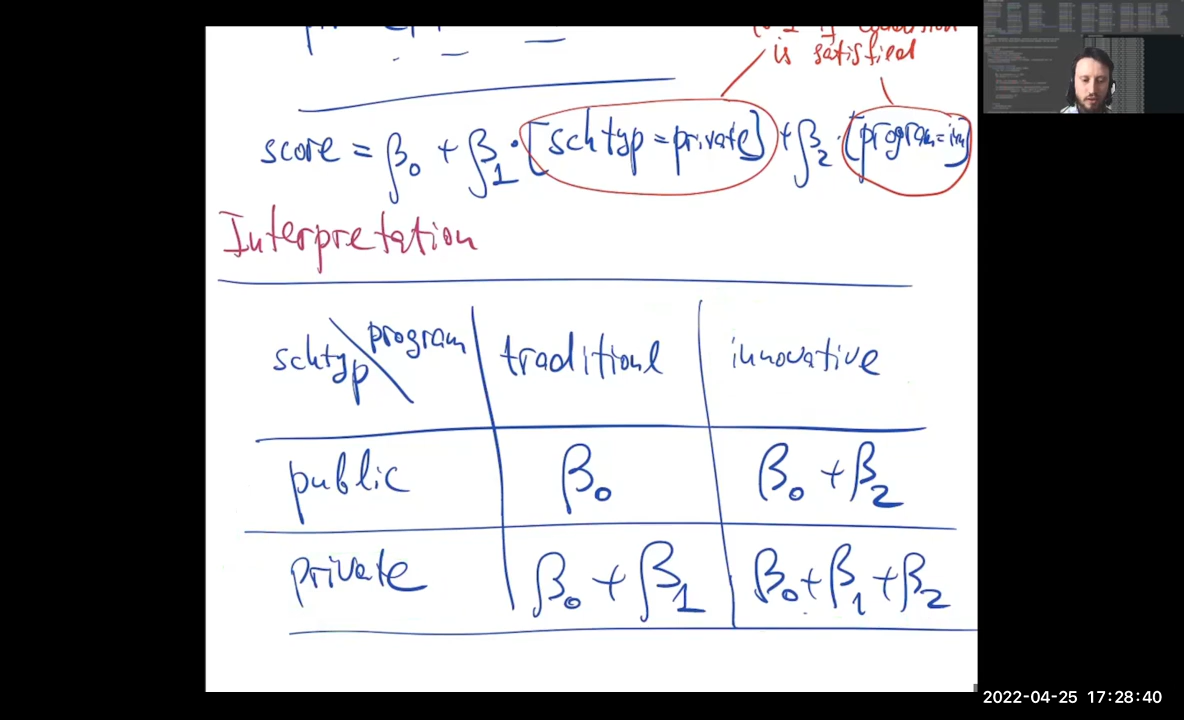 is satisfied
score = β₀ + β₁ · [schtyp = private] + β₂ · [program = inn]
Interpretation
schtyp \ program | traditionl | innovative
public | β₀ | β₀ + β₂
private | β₀ + β₁ | β₀ + β₁ + β₂
2022-04-25 17:28:40